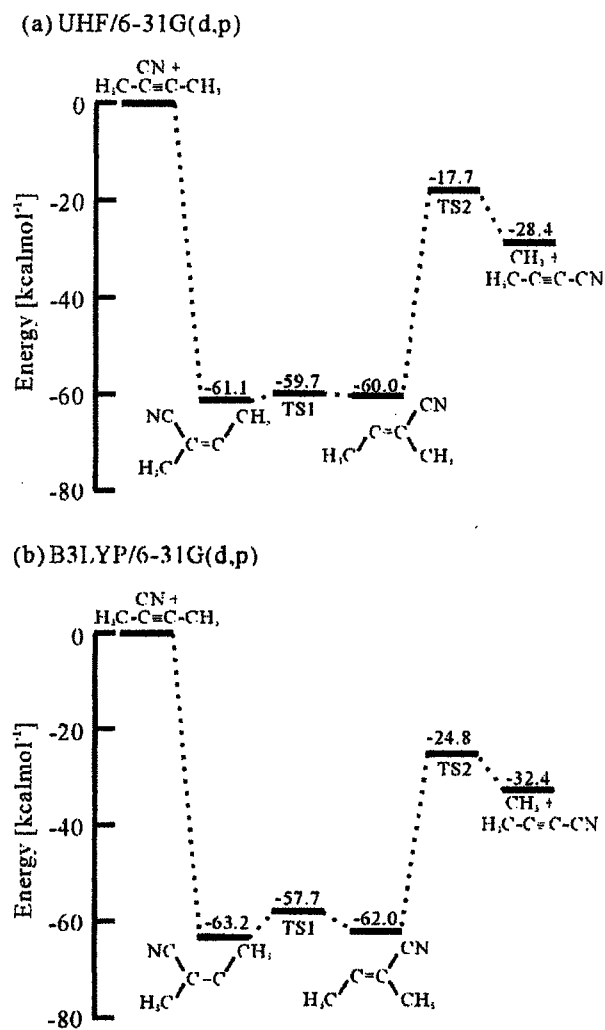 (a) UHF/6-31G(d,p)
CN +
H₃C-C≡C-CH₃
0
-20
-40
-60
-80
Energy [kcalmol⁻¹]
-61.1
-59.7
TS1
-60.0
-17.7
TS2
-28.4
CH₃ +
H₃C-C≡C-CN
NC
CH₃
C=C
H₃C
CN
C=C
H₃C
CH₃
(b) B3LYP/6-31G(d,p)
CN +
H₃C-C≡C-CH₃
0
-20
-40
-60
-80
Energy [kcalmol⁻¹]
-63.2
-57.7
TS1
-62.0
-24.8
TS2
-32.4
CH₃ +
H₃C-C≡C-CN
NC
CH₃
C-C
H₃C
CN
C=C
H₃C
CH₃